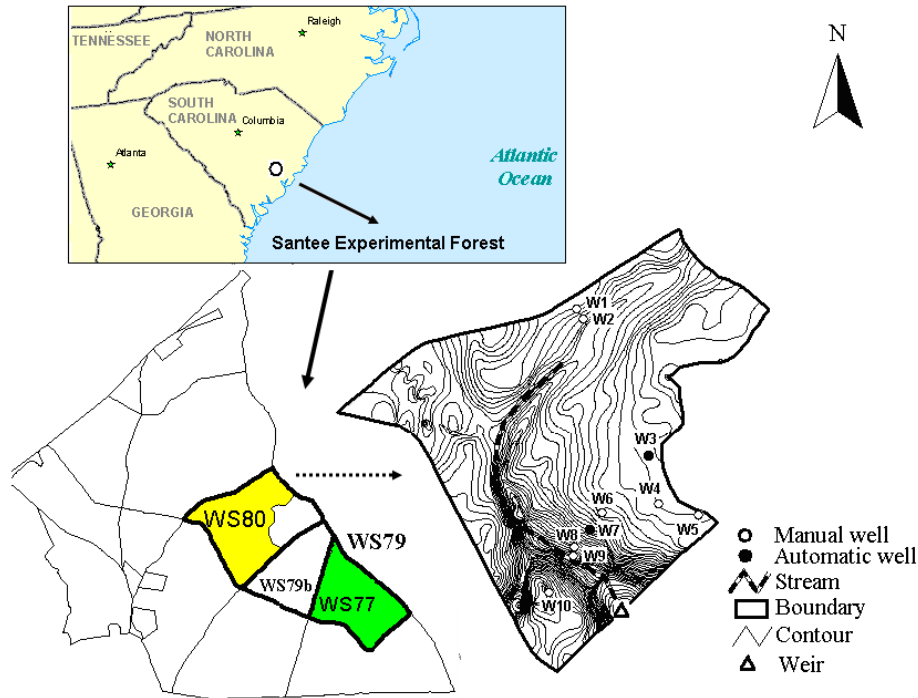 Raleigh
TENNESSEE
NORTH
CAROLINA
SOUTH
CAROLINA
Columbia
Atlanta
GEORGIA
Atlantic
Ocean
Santee Experimental Forest
N
W1
W2
W3
W4
W5
W6
W7
W8
W9
W10
WS80
WS79
WS79b
WS77
Manual well
Automatic well
Stream
Boundary
Contour
Weir